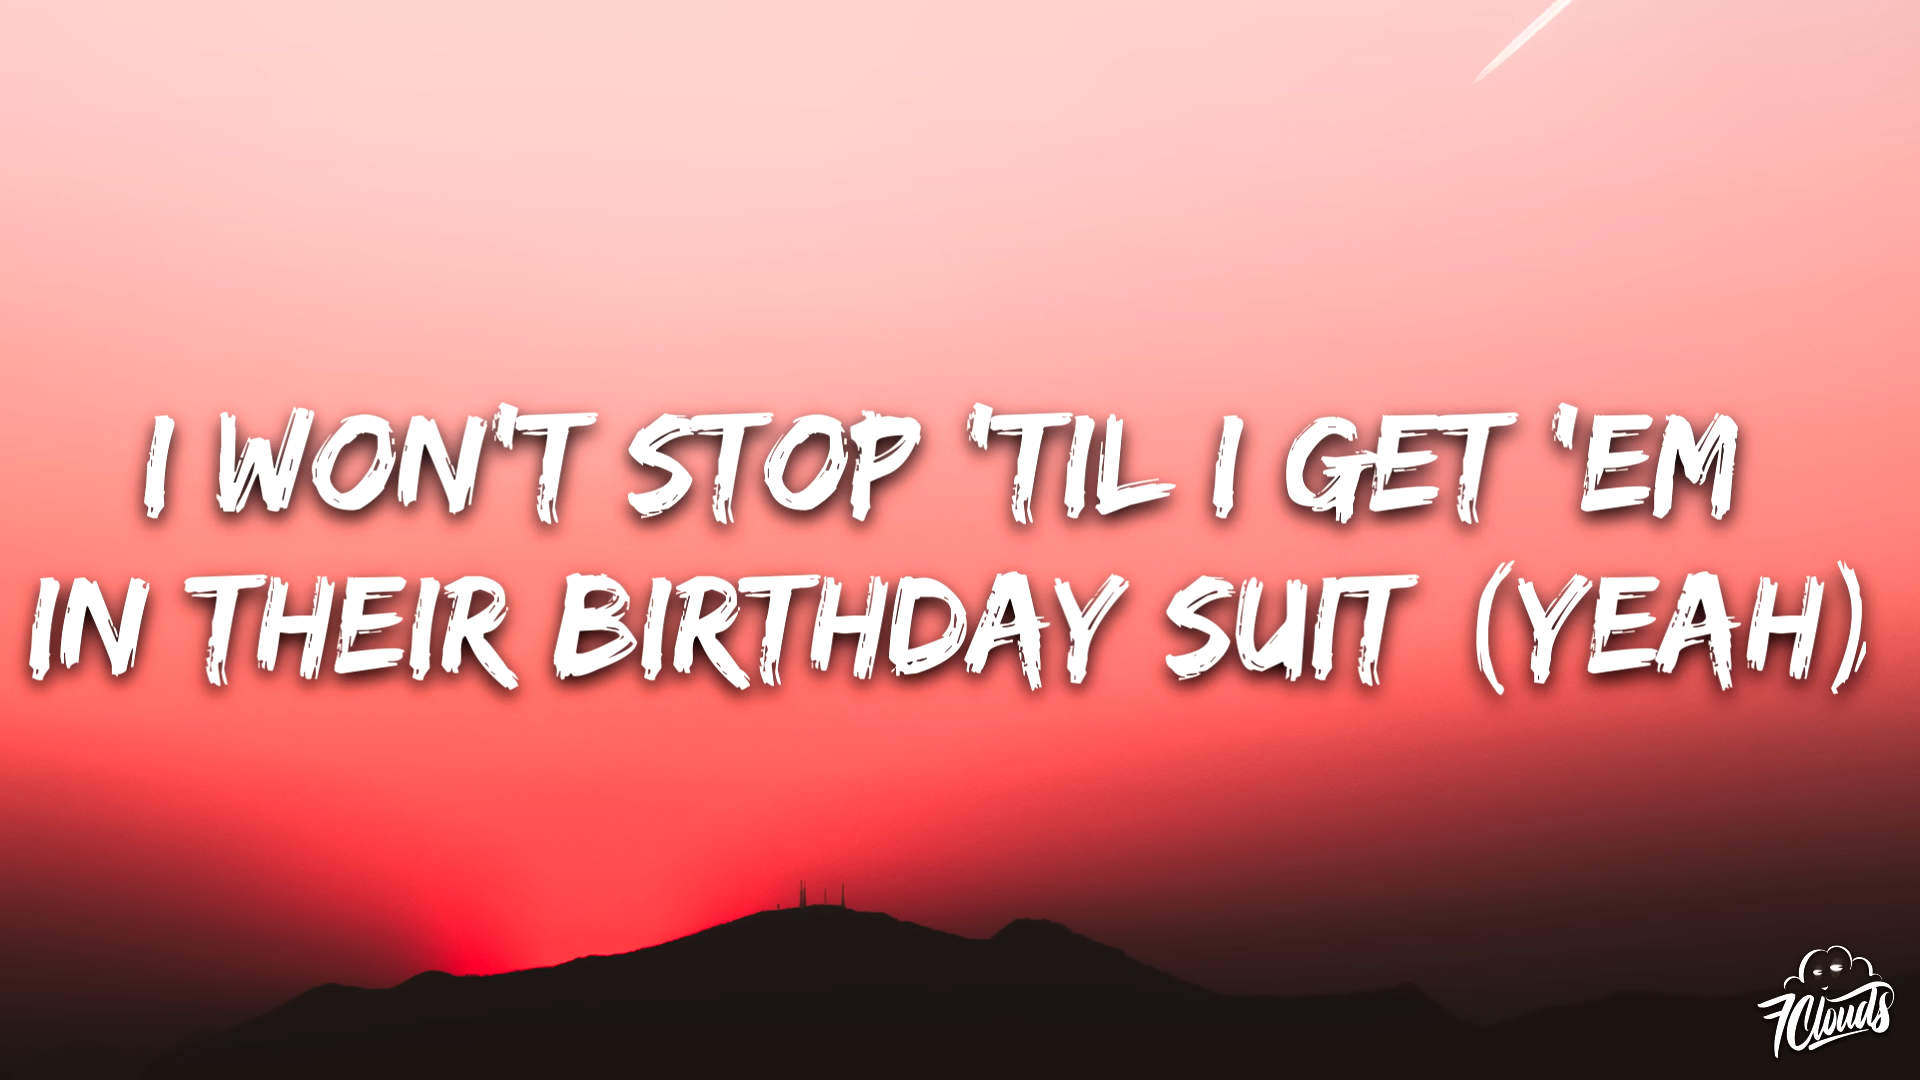 I WON'T STOP 'TIL I GET 'EM
IN THEIR BIRTHDAY SUIT (YEAH)
7Clouds